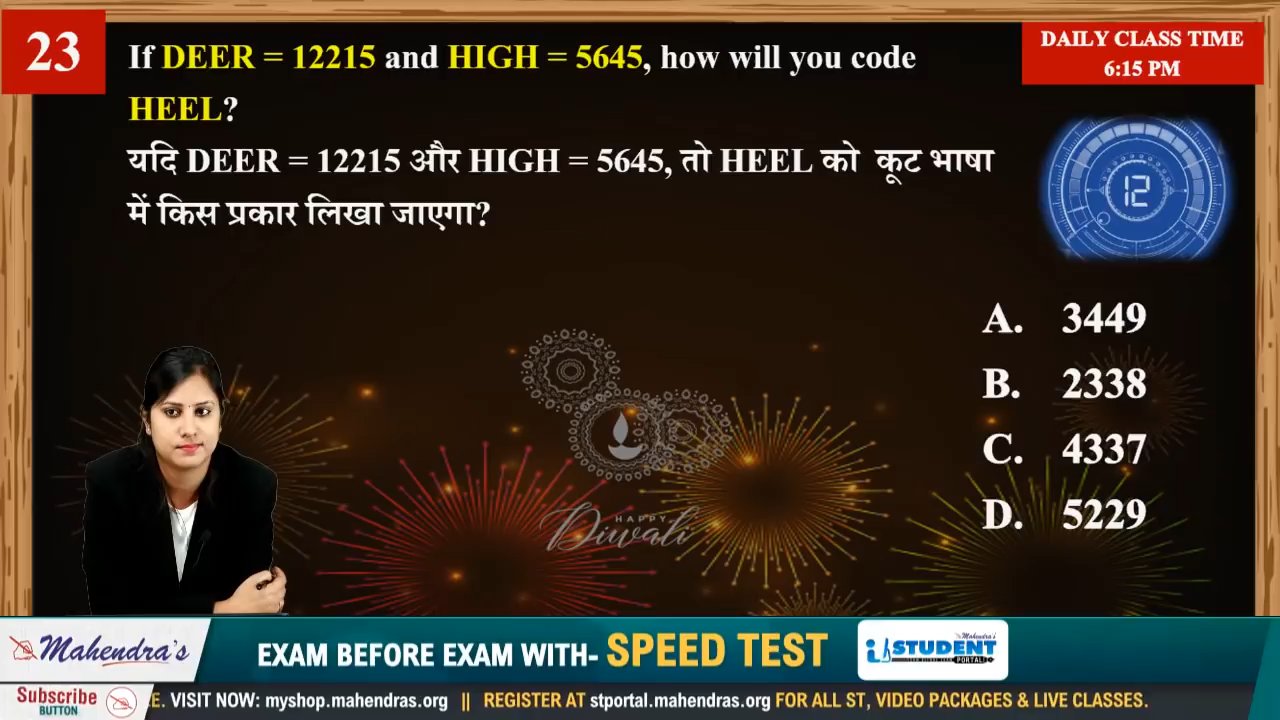 23
If DEER = 12215 and HIGH = 5645, how will you code
HEEL?
यदि DEER = 12215 और HIGH = 5645, तो HEEL को कूट भाषा
में किस प्रकार लिखा जाएगा?
DAILY CLASS TIME
6:15 PM
12
A. 3449
B. 2338
C. 4337
D. 5229
HAPPY
Diwali
Mahendra's
EXAM BEFORE EXAM WITH- SPEED TEST
Mahendra's
STUDENT
PORTAL
Subscribe
BUTTON
E. VISIT NOW: myshop.mahendras.org || REGISTER AT stportal.mahendras.org FOR ALL ST, VIDEO PACKAGES & LIVE CLASSES.